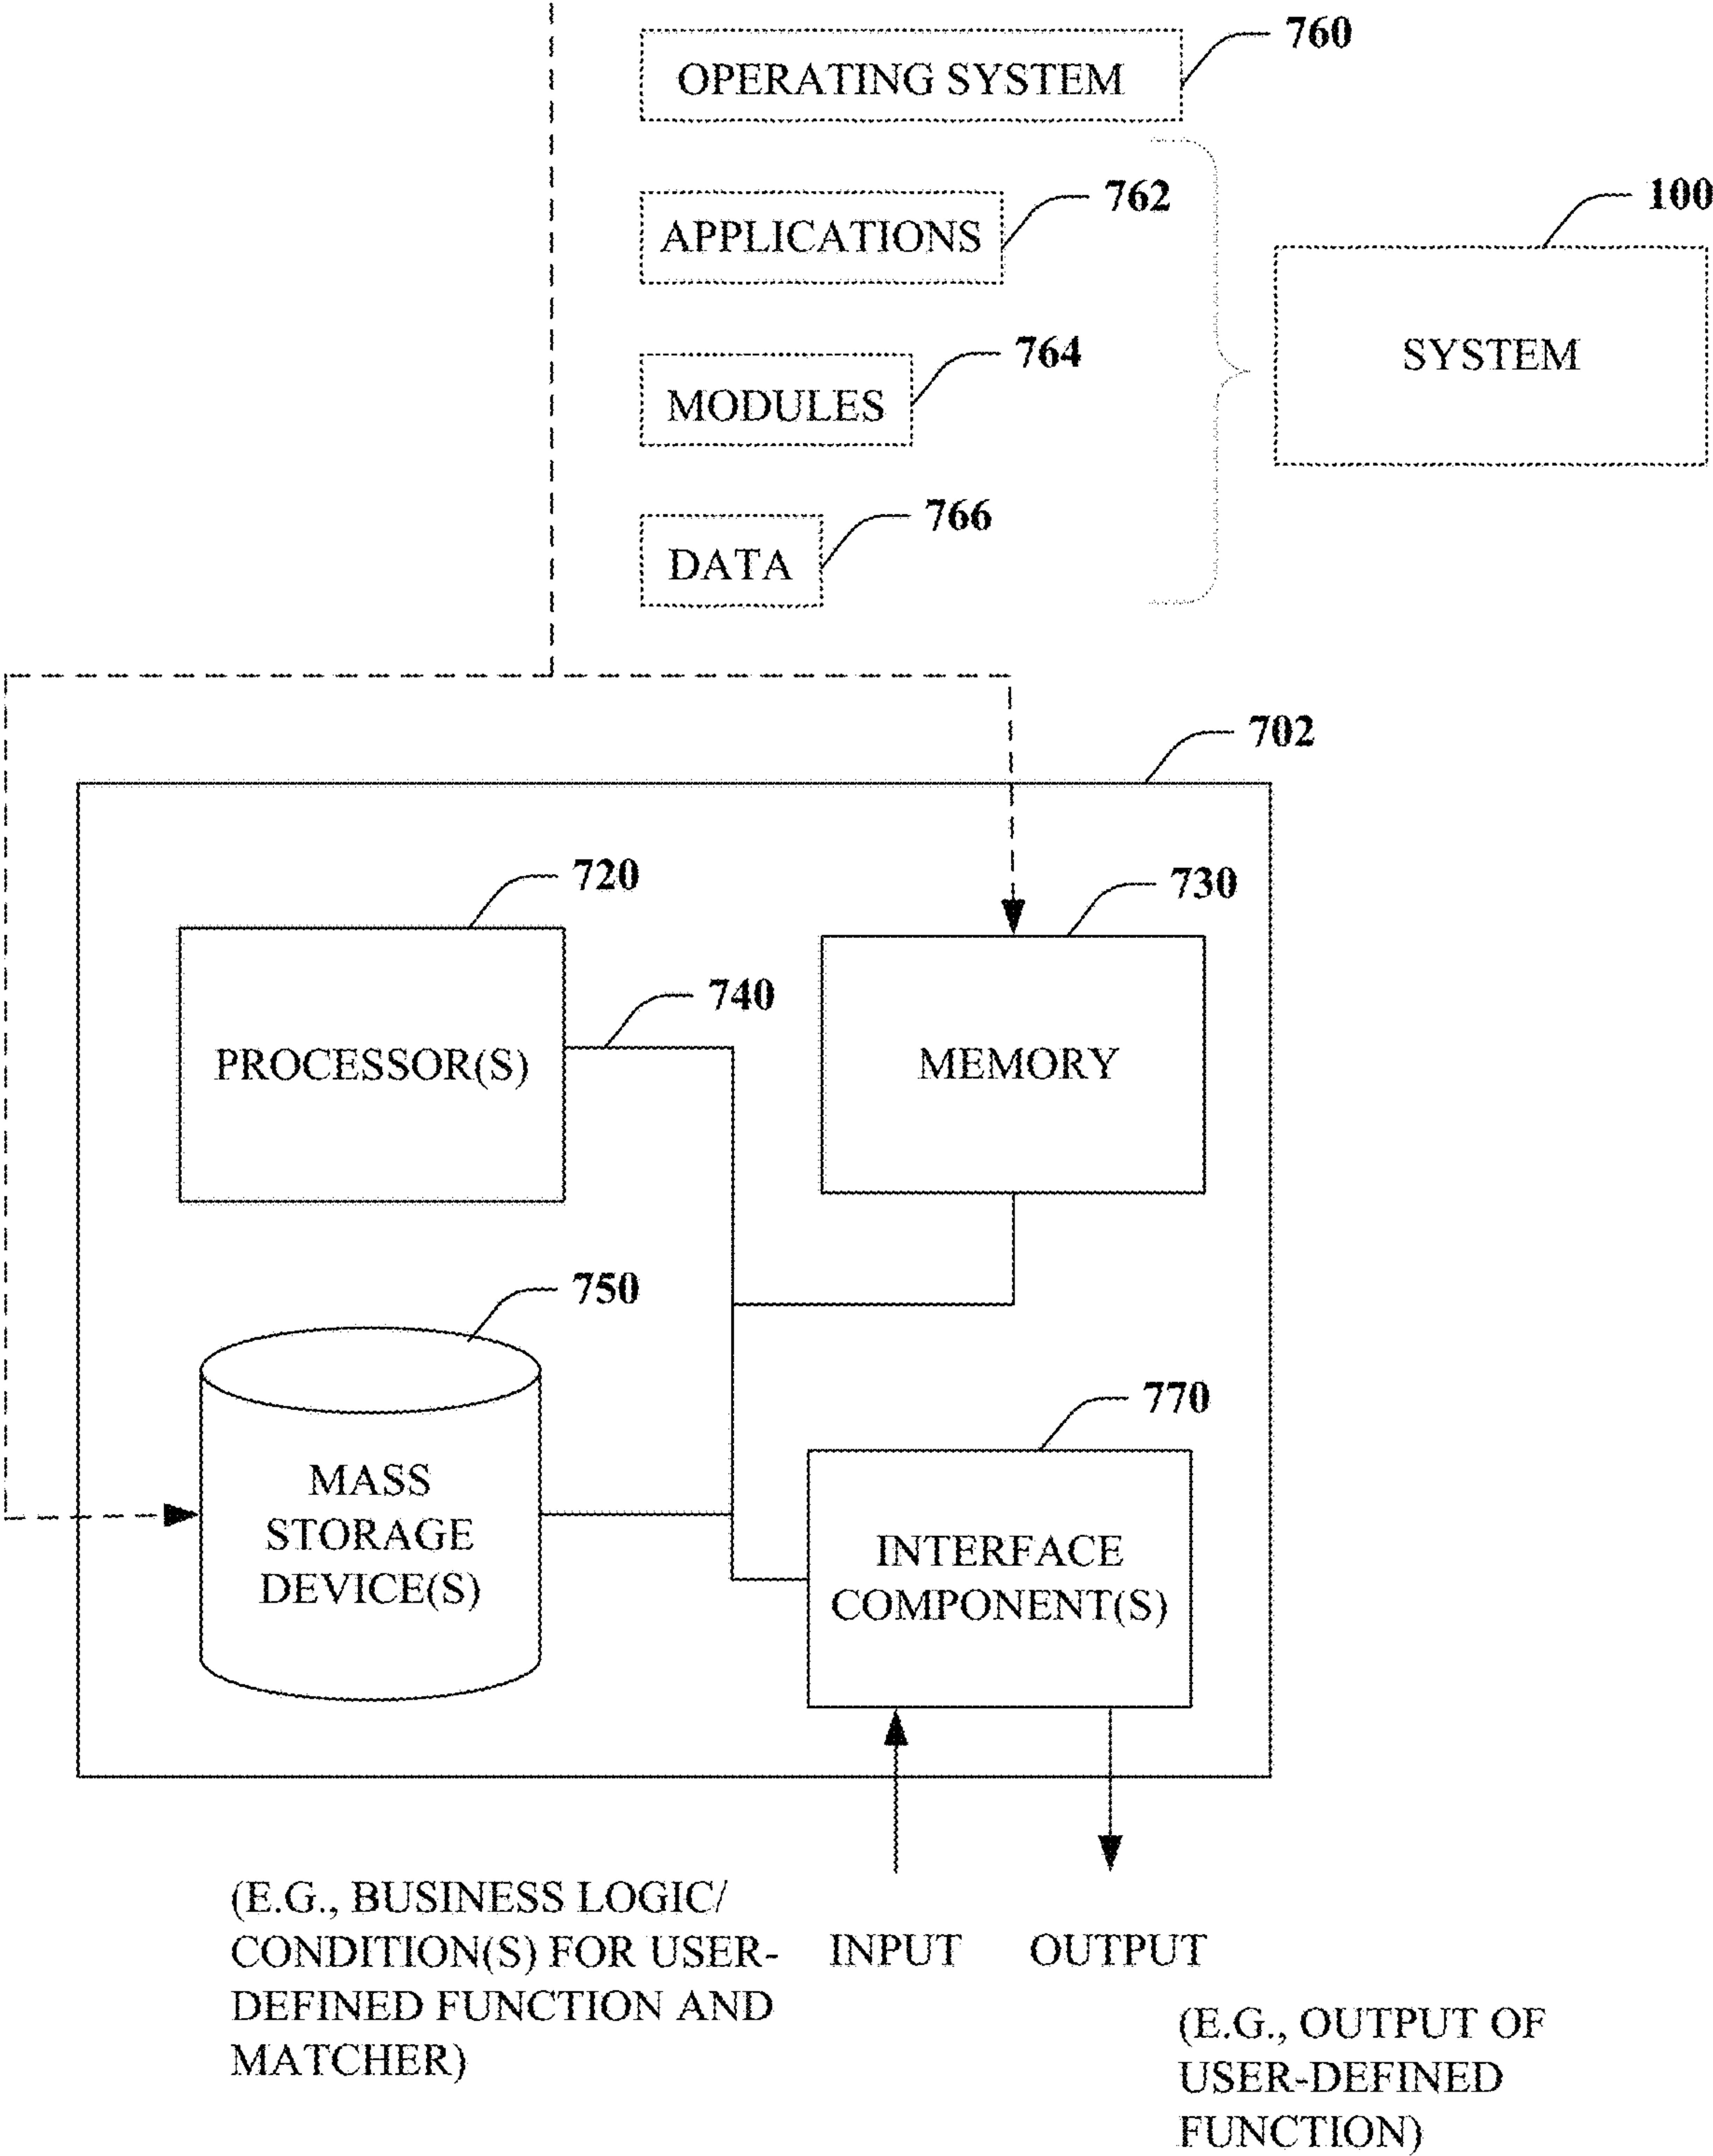 760
OPERATING SYSTEM
762
APPLICATIONS
100
SYSTEM
764
MODULES
766
DATA
702
720
PROCESSOR(S)
730
MEMORY
740
750
MASS
STORAGE
DEVICE(S)
770
INTERFACE
COMPONENT(S)
(E.G., BUSINESS LOGIC/
CONDITION(S) FOR USER-
DEFINED FUNCTION AND
MATCHER)
INPUT
OUTPUT
(E.G., OUTPUT OF
USER-DEFINED
FUNCTION)